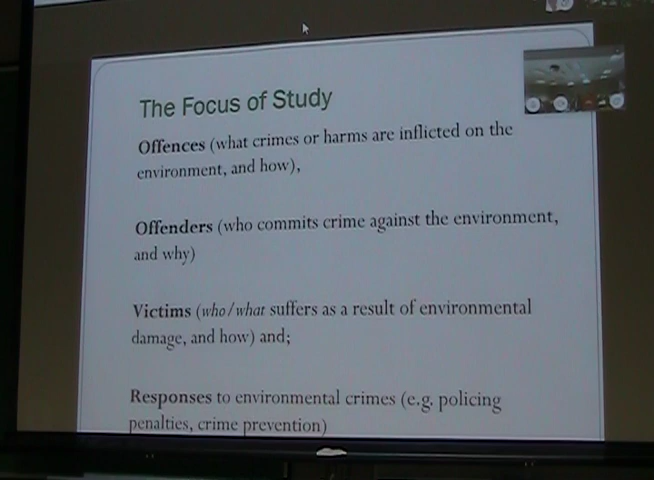 The Focus of Study
Offences (what crimes or harms are inflicted on the
environment, and how),
Offenders (who commits crime against the environment,
and why)
Victims (who/what suffers as a result of environmental
damage, and how) and;
Responses to environmental crimes (e.g. policing
penalties, crime prevention)